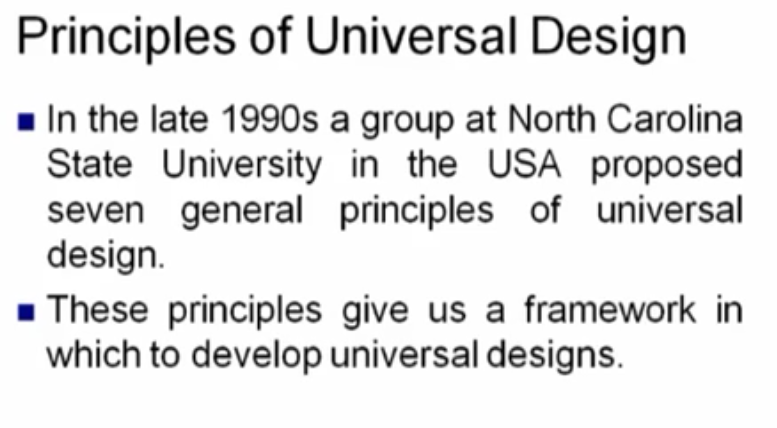 Principles of Universal Design
In the late 1990s a group at North Carolina
State University in the USA proposed
seven general principles of universal
design.
These principles give us a framework in
which to develop universal designs.